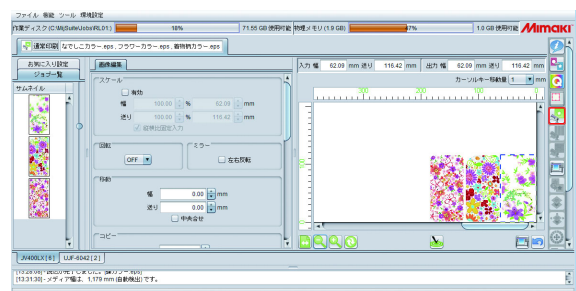 ファイル 機能 ツール 環境設定
作業ディスク(C:\MijSuite\Jobs\RL01:) 18% 71.55 GB 使用可能 物理メモリ(1.9 GB) 47% 1.0 GB 使用可能 Mimaki
通常印刷 なでしこカラー.eps, フラワーカラー.eps, 着物柄カラー.eps
お気に入り設定
ジョブ一覧
サムネイル
画像編集
スケール
有効
幅 100.00 % 62.09 mm
送り 100.00 % 116.42 mm
縦横比固定入力
回転
OFF
ミラー
左右反転
移動
幅 0.00 mm
送り 0.00 mm
中央合せ
コピー
入力 幅 62.09 mm 送り 116.42 mm 出力 幅 62.09 mm 送り 116.42 mm
カーソルキー移動量 1 mm
300 200 100 0
0
JV400LX[6] UJF-6042[2]
[13:31:30] - メディア幅は、1,179 mm (自動検出) です。